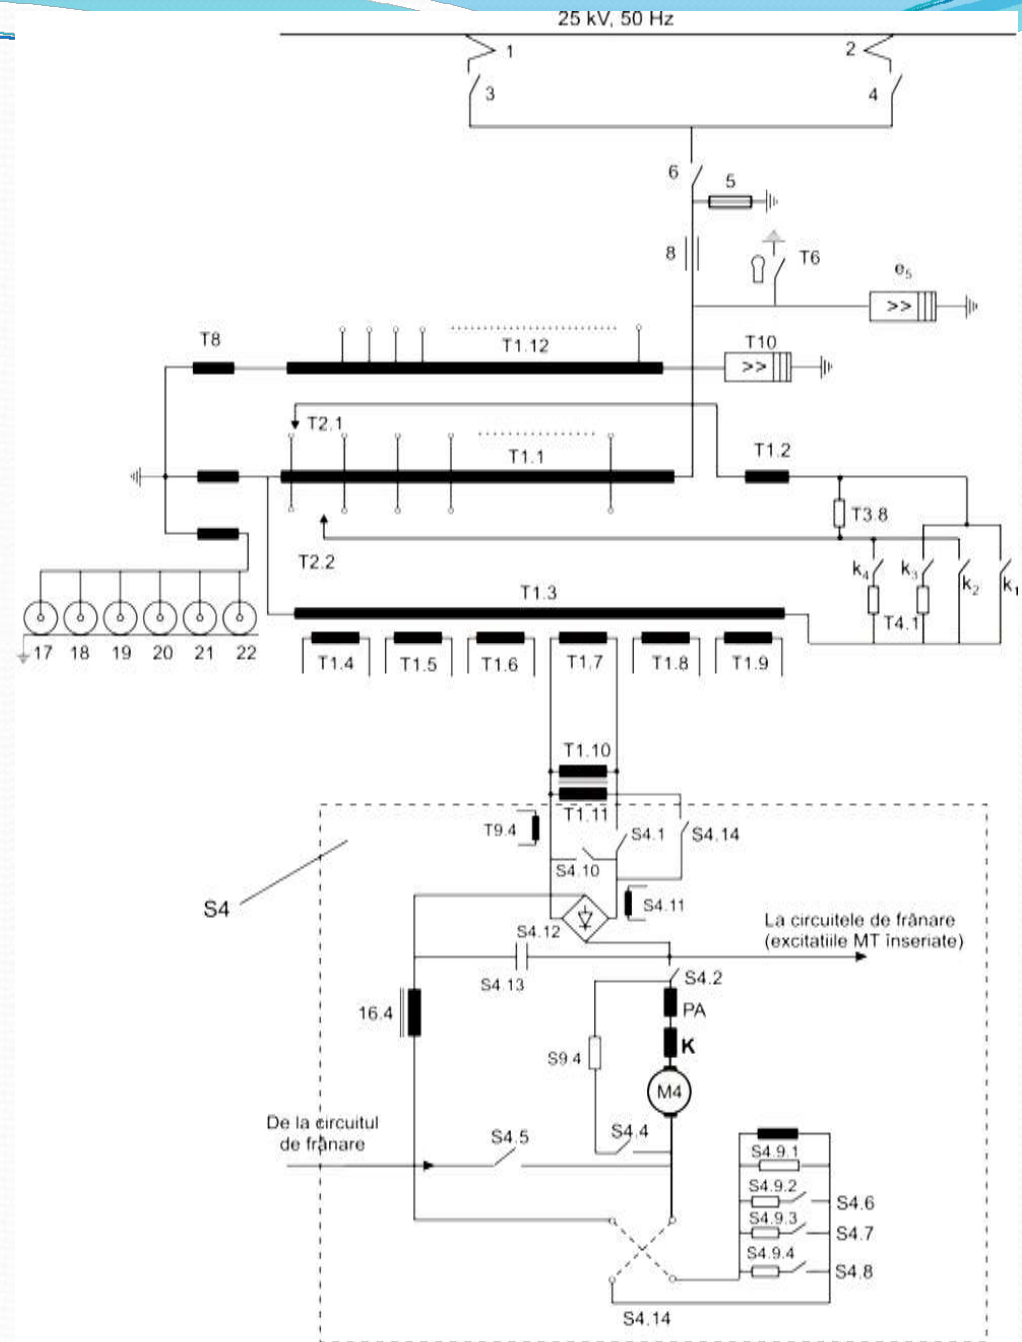 25 kV, 50 Hz
1
2
3
4
6
5
8
T6
e5
T8
T1.12
T10
T2.1
T1.1
T1.2
T3.8
T2.2
k4
k3
k2
k1
T1.3
T4.1
17 18 19 20 21 22
T1.4 T1.5 T1.6 T1.7 T1.8 T1.9
T1.10
T1.11
T9.4
S4.1
S4.14
S4.10
S4
S4.11
La circuitele de frânare
(excitatiile MT înseriate)
S4.12
S4.13
S4.2
16.4
PA
K
S9 4
M4
De la circuitul
de frânare
S4.5
S4.4
S4.9.1
S4.9.2
S4.6
S4.9.3
S4.7
S4.9.4
S4.8
S4.14